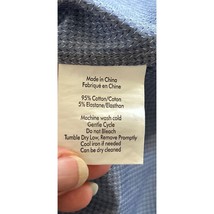 Made in China
Fabriqué en Chine
95% Cotton/Coton
5% Elastane/Elasthann
Machine wash cold
Gentle Cycle
Do not Bleach
Tumble Dry Low, Remove Promptly
Cool iron if needed
Can be dry cleaned